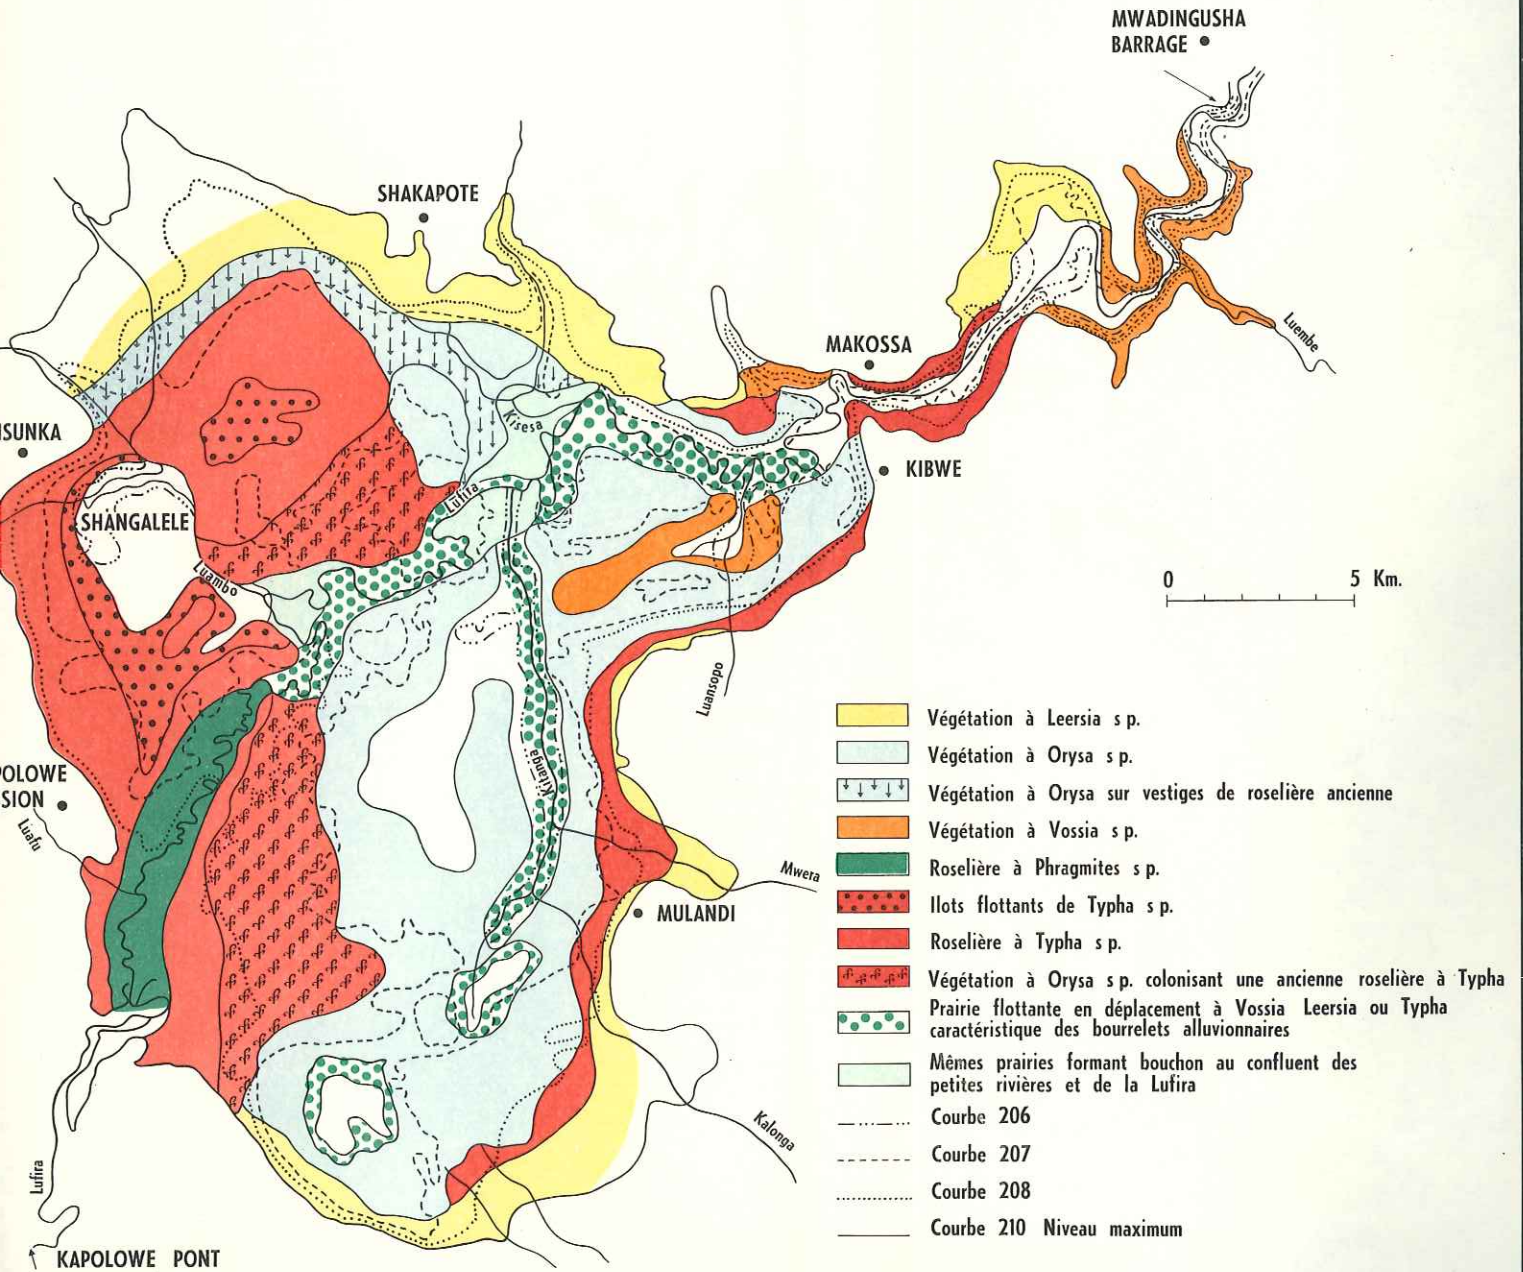 MWADINGUSHA
BARRAGE
SHAKAPOTE
Luembe
MAKOSSA
Kisesa
ISUNKA
KIBWE
Lufira
SHANGALELE
Luambo
0 5 Km.
Luansopo
Végétation à Leersia s p.
Végétation à Orysa s p.
POLOWE
SION
Kitanga
Végétation à Orysa sur vestiges de roselière ancienne
Luafu
Végétation à Vossia s p.
Roselière à Phragmites s p.
Mwera
Ilots flottants de Typha s p.
MULANDI
Roselière à Typha s p.
Végétation à Orysa s p. colonisant une ancienne roselière à Typha
Prairie flottante en déplacement à Vossia Leersia ou Typha
caractéristique des bourrelets alluvionnaires
Mêmes prairies formant bouchon au confluent des
petites rivières et de la Lufira
Courbe 206
Kalonga
Courbe 207
Lufira
Courbe 208
Courbe 210 Niveau maximum
KAPOLOWE PONT